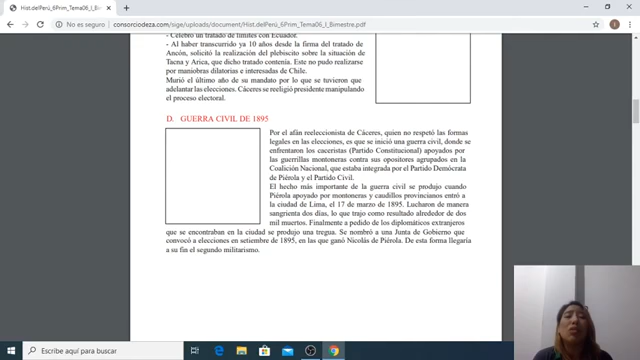 Hist.delPerú_6Prim_Tema06_I_Bimestre.pdf
No es seguro | consorciodeza.com/sige/uploads/document/Hist.delPerú_6Prim_Tema06_I_Bimestre.pdf
- Celebró un tratado de límites con Ecuador.
- Al haber transcurrido ya 10 años desde la firma del tratado de
Ancón, solicitó la realización del plebiscito sobre la situación de
Tacna y Arica, que dicho tratado contenía. Este no pudo realizarse
por maniobras dilatorias e interesadas de Chile.
Murió el último año de su mandato por lo que se tuvieron que
adelantar las elecciones. Cáceres se reeligió presidente manipulando
el proceso electoral.
D. GUERRA CIVIL DE 1895
Por el afán reeleccionista de Cáceres, quien no respetó las formas
legales en las elecciones, es que se inició una guerra civil, donde se
enfrentaron los caceristas (Partido Constitucional) apoyados por
las guerrillas montoneras contra sus opositores agrupados en la
Coalición Nacional, que estaba integrada por el Partido Demócrata
de Piérola y el Partido Civil.
El hecho más importante de la guerra civil se produjo cuando
Piérola apoyado por montoneras y caudillos provincianos entró a
la ciudad de Lima, el 17 de marzo de 1895. Lucharon de manera
sangrienta dos días, lo que trajo como resultado alrededor de dos
mil muertos. Finalmente a pedido de los diplomáticos extranjeros
que se encontraban en la ciudad se produjo una tregua. Se nombró a una Junta de Gobierno que
convocó a elecciones en setiembre de 1895, en las que ganó Nicolás de Piérola. De esta forma llegaría
a su fin el segundo militarismo.
Escribe aquí para buscar